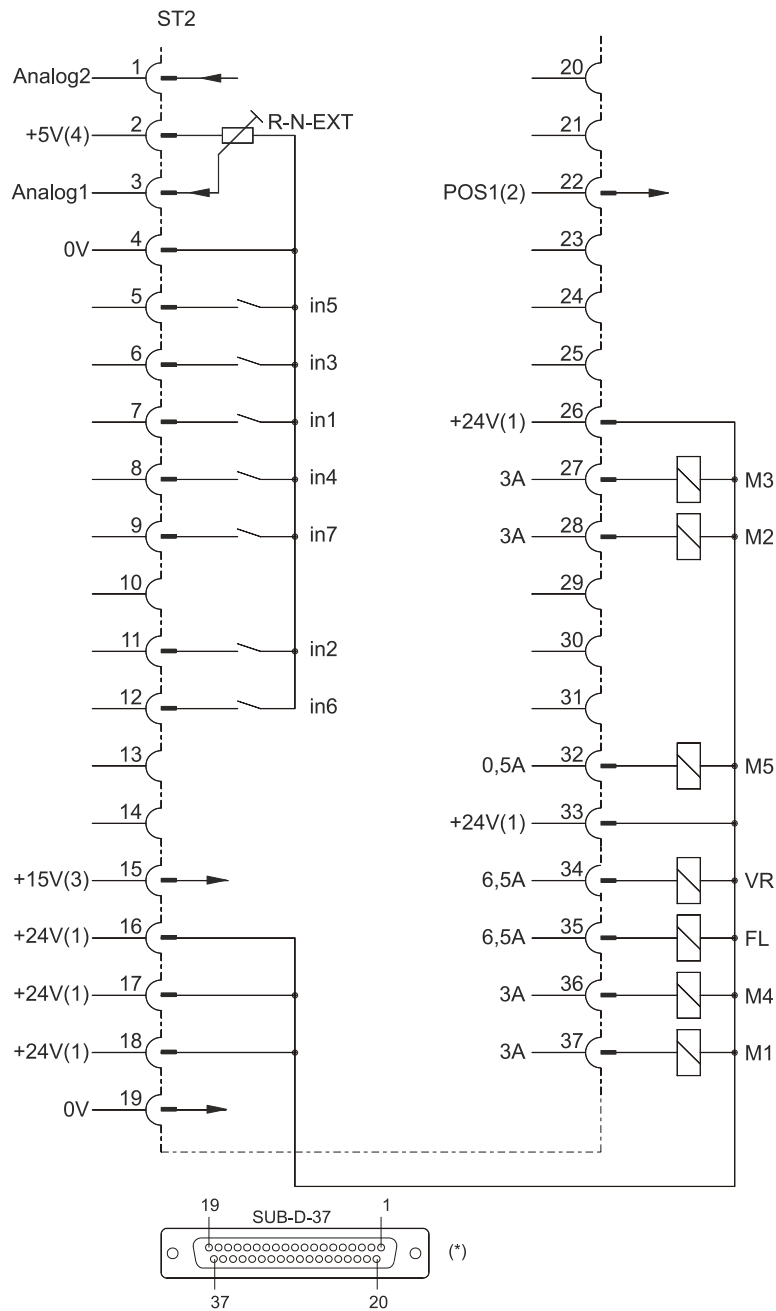 ST2
Analog2 1
+5V(4) 2 R-N-EXT
Analog1 3
0V 4
5 in5
6 in3
7 in1
8 in4
9 in7
10
11 in2
12 in6
13
14
+15V(3) 15
+24V(1) 16
+24V(1) 17
+24V(1) 18
0V 19
20
21
POS1(2) 22
23
24
25
+24V(1) 26
3A 27 M3
3A 28 M2
29
30
31
0,5A 32 M5
+24V(1) 33
6,5A 34 VR
6,5A 35 FL
3A 36 M4
3A 37 M1
19 SUB-D-37 1
(*)
37 20